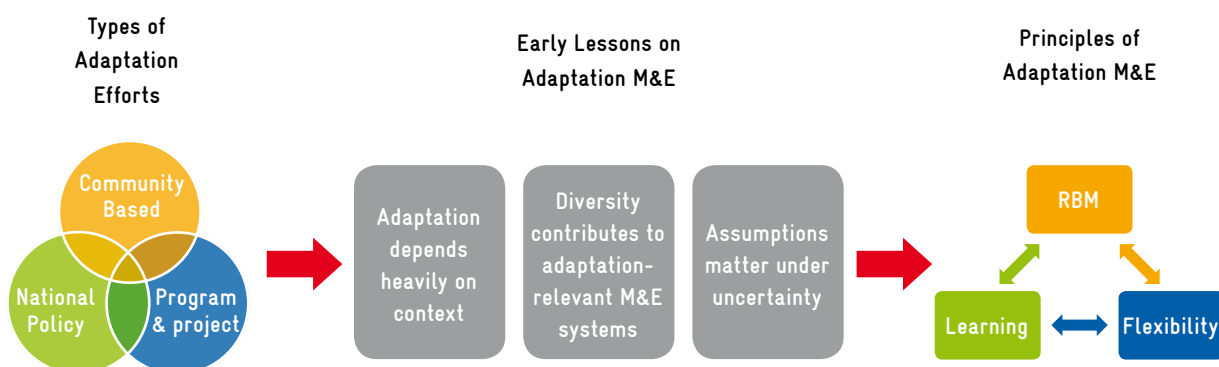 Types of
Adaptation
Efforts
Early Lessons on
Adaptation M&E
Principles of
Adaptation M&E
Community
Based
National
Policy
Program
& project
Adaptation
depends
heavily on
context
Diversity
contributes to
adaptation-
relevant M&E
systems
Assumptions
matter under
uncertainty
RBM
Learning
Flexibility